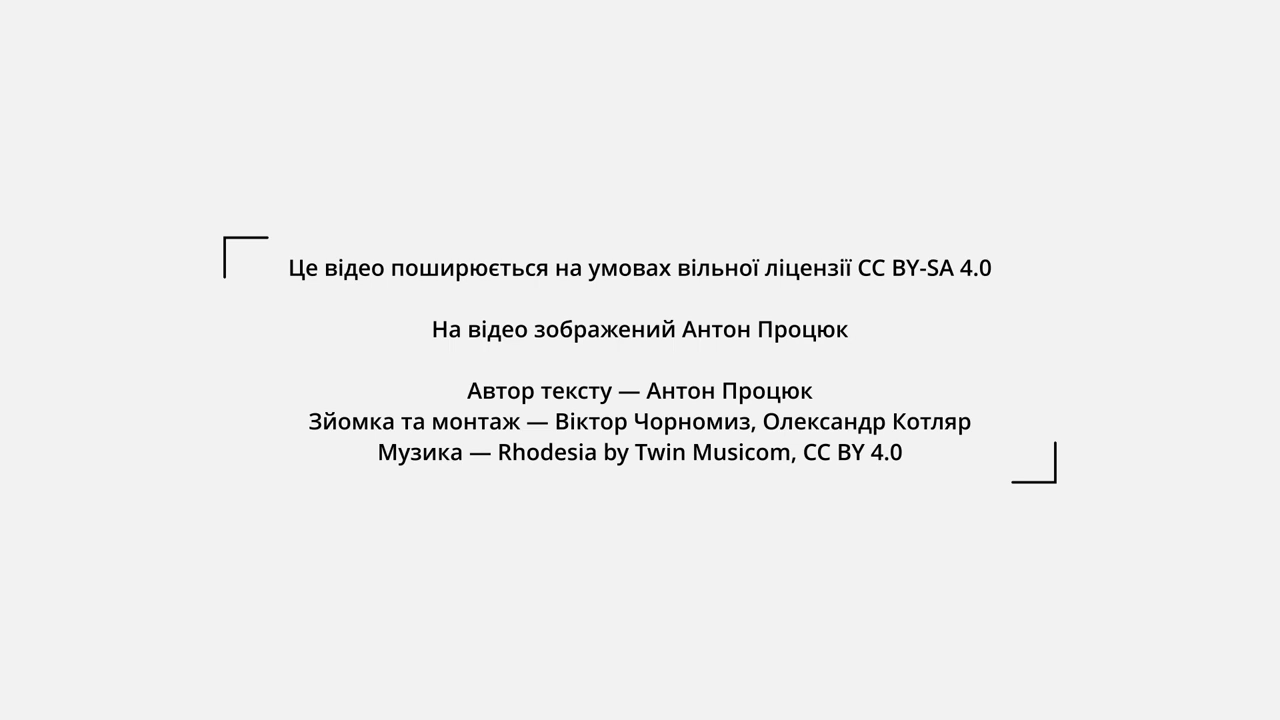 Це відео поширюється на умовах вільної ліцензії CC BY-SA 4.0
На відео зображений Антон Процюк
Автор тексту — Антон Процюк
Зйомка та монтаж — Віктор Чорномиз, Олександр Котляр
Музика — Rhodesia by Twin Musicom, CC BY 4.0